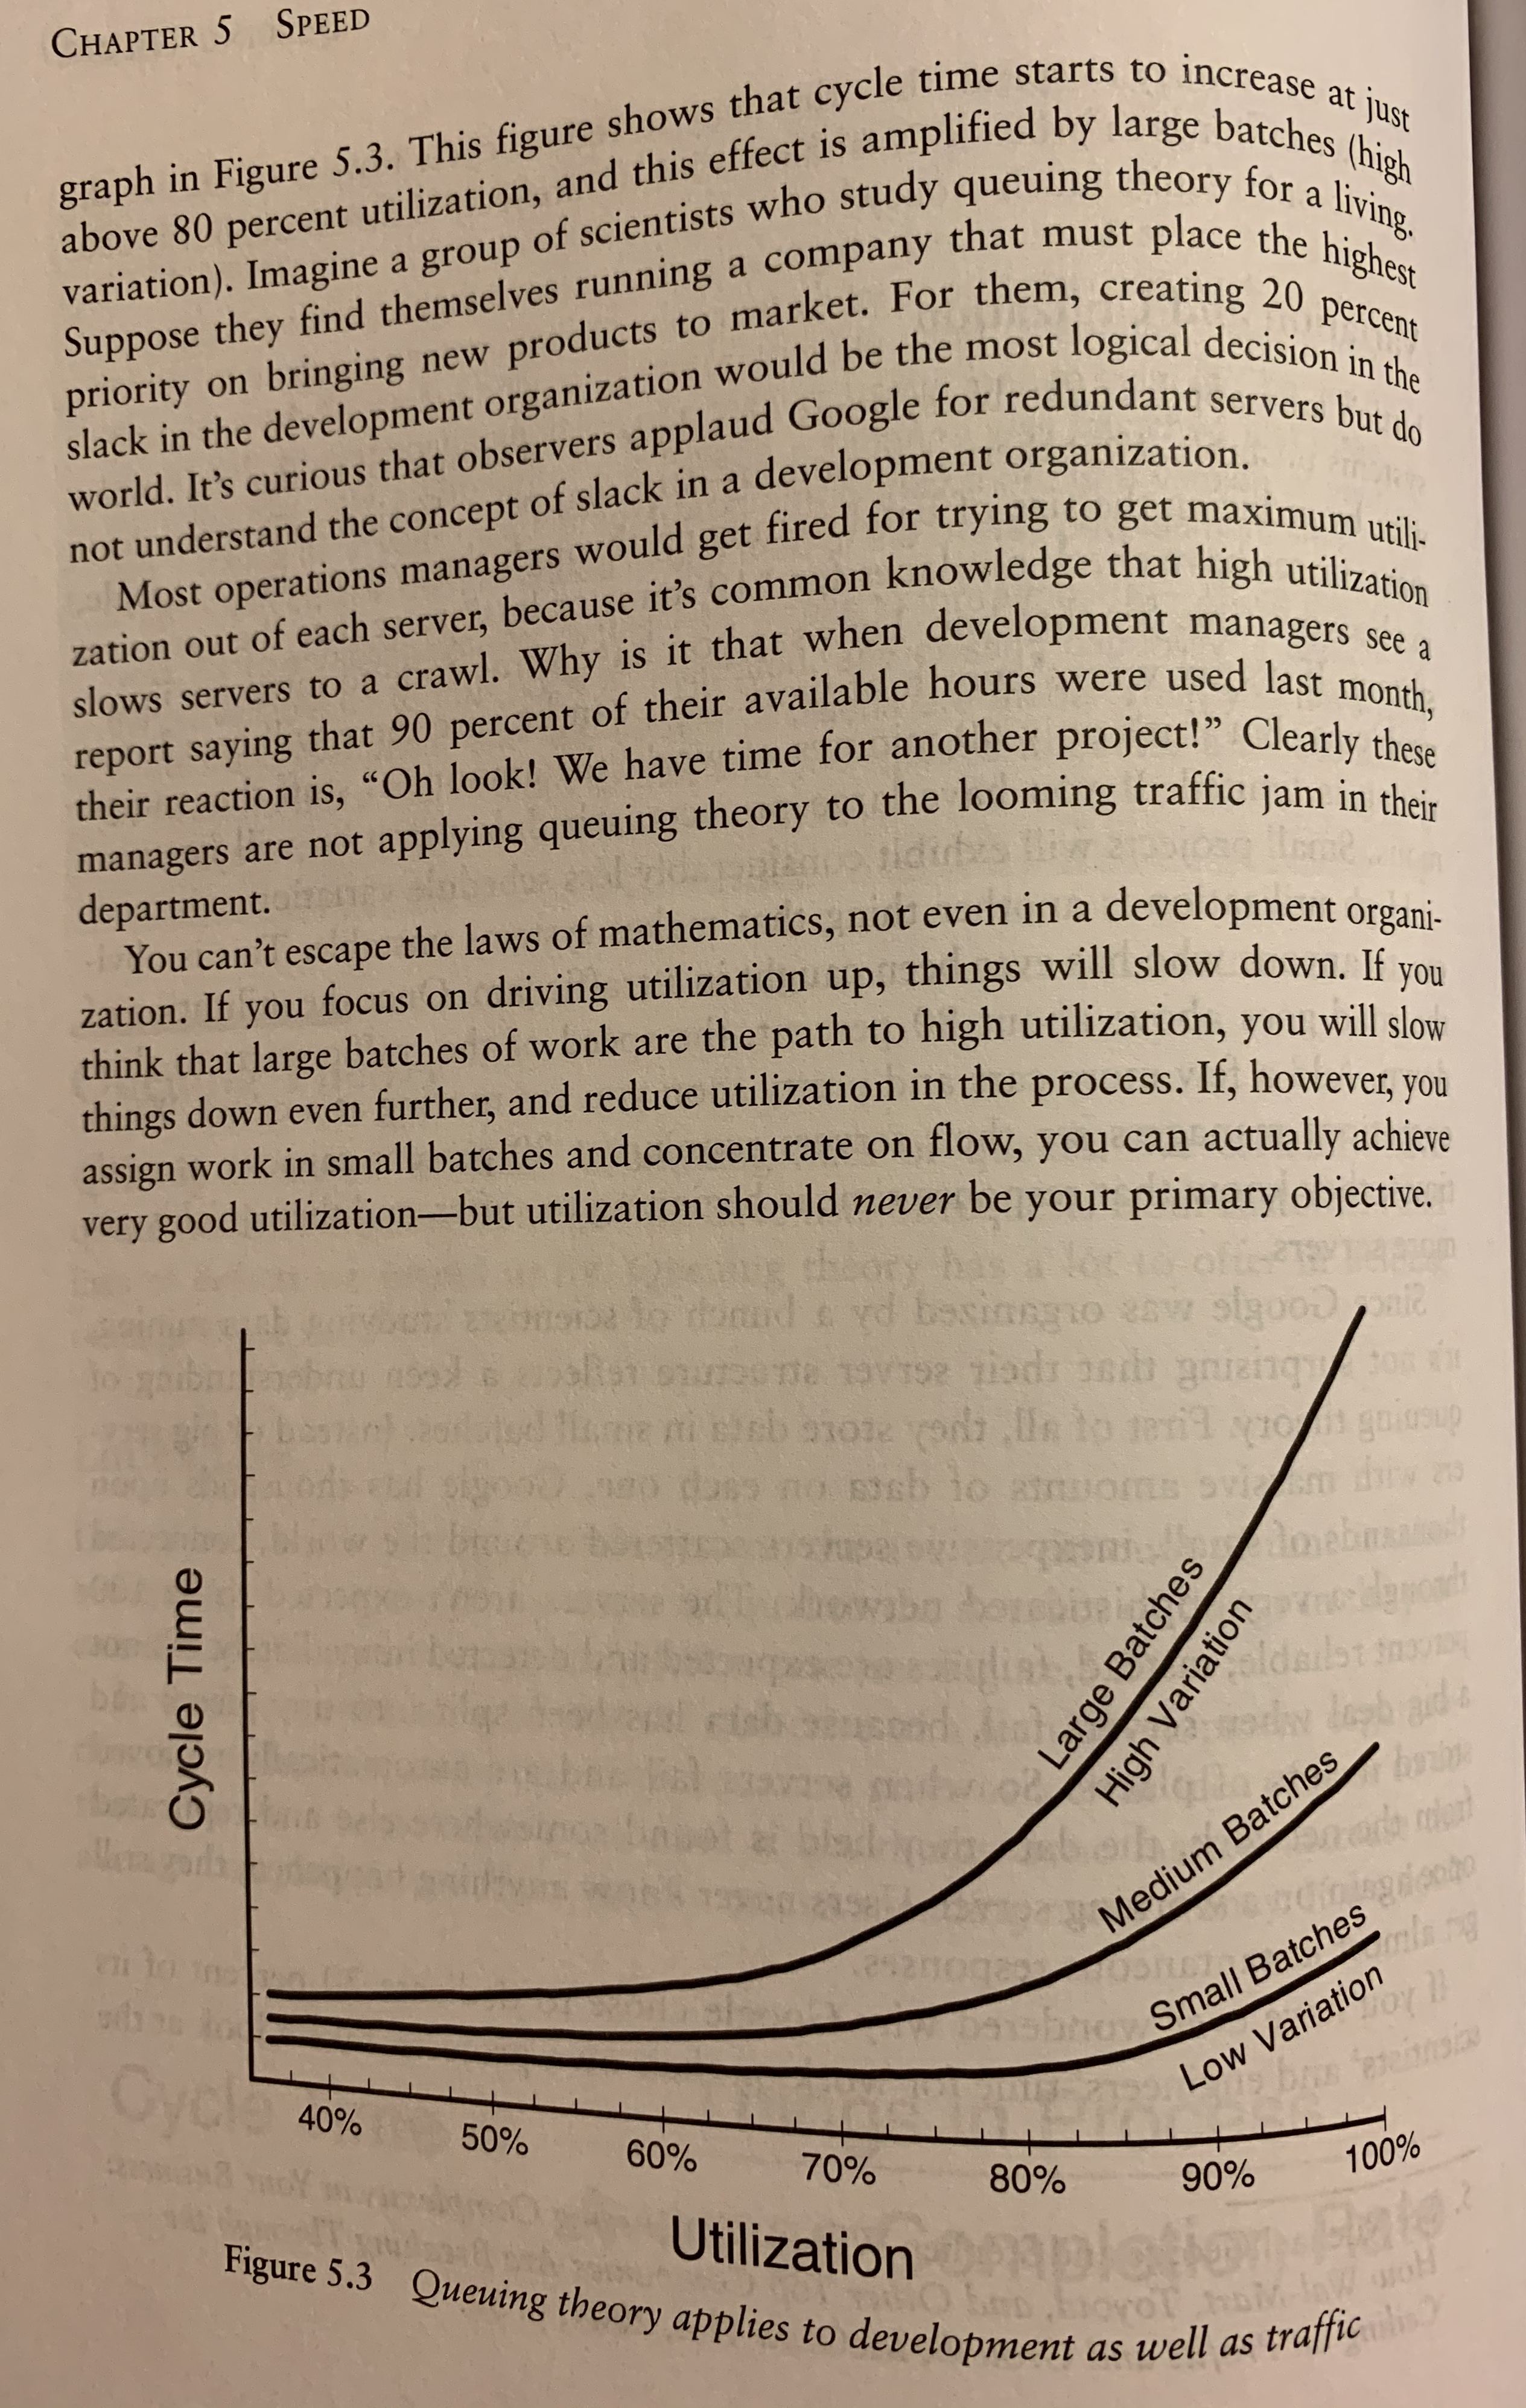 CHAPTER 5 SPEED
graph in Figure 5.3. This figure shows that cycle time starts to increase at just
above 80 percent utilization, and this effect is amplified by large batches (high
variation). Imagine a group of scientists who study queuing theory for a living.
Suppose they find themselves running a company that must place the highest
priority on bringing new products to market. For them, creating 20 percent
slack in the development organization would be the most logical decision in the
world. It's curious that observers applaud Google for redundant servers but do
not understand the concept of slack in a development organization.
Most operations managers would get fired for trying to get maximum utili-
zation out of each server, because it's common knowledge that high utilization
slows servers to a crawl. Why is it that when development managers see a
report saying that 90 percent of their available hours were used last month,
their reaction is, “Oh look! We have time for another project!” Clearly these
managers are not applying queuing theory to the looming traffic jam in their
department.
You can't escape the laws of mathematics, not even in a development organi-
zation. If you focus on driving utilization up, things will slow down. If you
think that large batches of work are the path to high utilization, you will slow
things down even further, and reduce utilization in the process. If, however, you
assign work in small batches and concentrate on flow, you can actually achieve
very good utilization—but utilization should never be your primary objective.
Cycle Time
Large Batches
High Variation
Medium Batches
Small Batches
Low Variation
40% 50% 60% 70% 80% 90% 100%
Utilization
Figure 5.3 Queuing theory applies to development as well as traffic